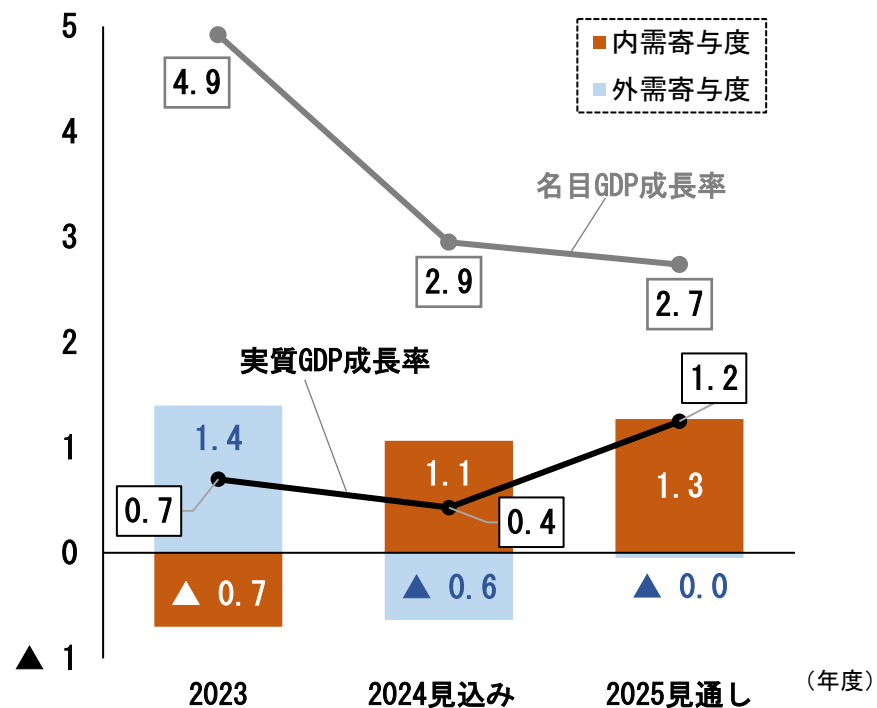 5
4
3
2
1
0
▲ 1
内需寄与度
外需寄与度
4.9
名目GDP成長率
2.9
2.7
実質GDP成長率
1.2
1.4
1.1
1.3
0.7
0.4
▲ 0.7
▲ 0.6
▲ 0.0
2023
2024見込み
2025見通し
（年度）